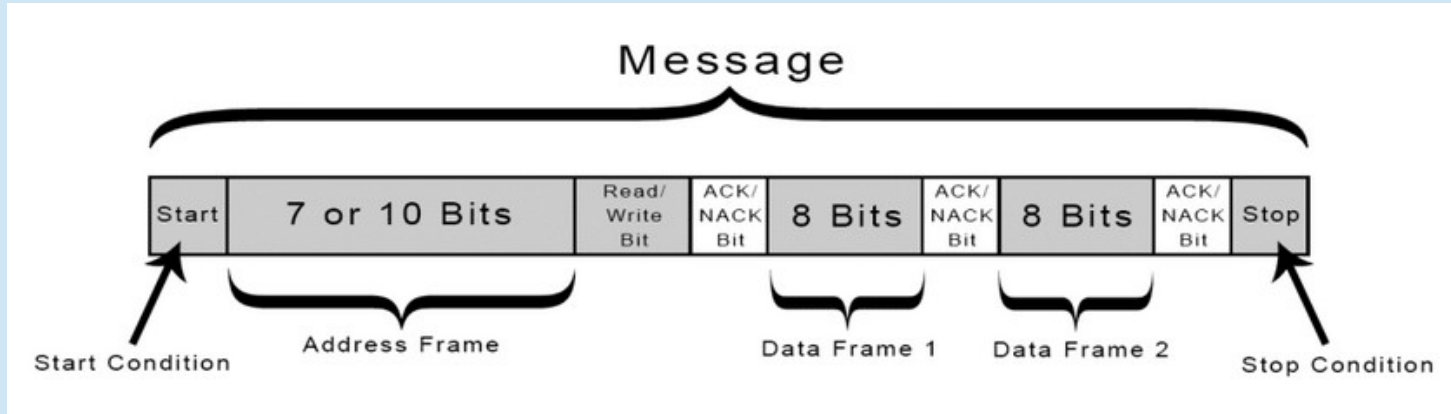 Message
Start
7 or 10 Bits
Read/
Write
Bit
ACK/
NACK
Bit
8 Bits
ACK/
NACK
Bit
8 Bits
ACK/
NACK
Bit
Stop
Start Condition
Address Frame
Data Frame 1
Data Frame 2
Stop Condition